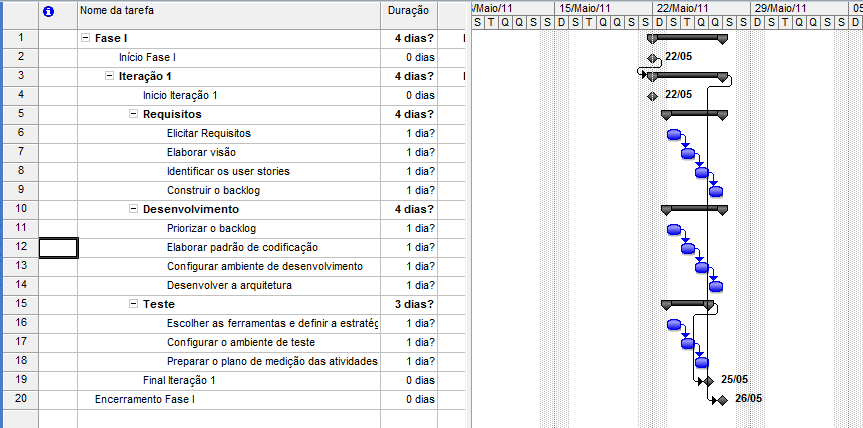 Nome da tarefa Duração /Maio/11 15/Maio/11 22/Maio/11 29/Maio/11 05
S T Q Q S S D S T Q Q S S D S T Q Q S S D S T Q Q S S D
1 Fase I 4 dias?
2 Início Fase I 0 dias 22/05
3 Iteração 1 4 dias?
4 Inicio Iteração 1 0 dias 22/05
5 Requisitos 4 dias?
6 Elicitar Requisitos 1 dia?
7 Elaborar visão 1 dia?
8 Identificar os user stories 1 dia?
9 Construir o backlog 1 dia?
10 Desenvolvimento 4 dias?
11 Priorizar o backlog 1 dia?
12 Elaborar padrão de codificação 1 dia?
13 Configurar ambiente de desenvolvimento 1 dia?
14 Desenvolver a arquitetura 1 dia?
15 Teste 3 dias?
16 Escolher as ferramentas e definir a estratég 1 dia?
17 Configurar o ambiente de teste 1 dia?
18 Preparar o plano de medição das atividades 1 dia?
19 Final Iteração 1 0 dias 25/05
20 Encerramento Fase I 0 dias 26/05